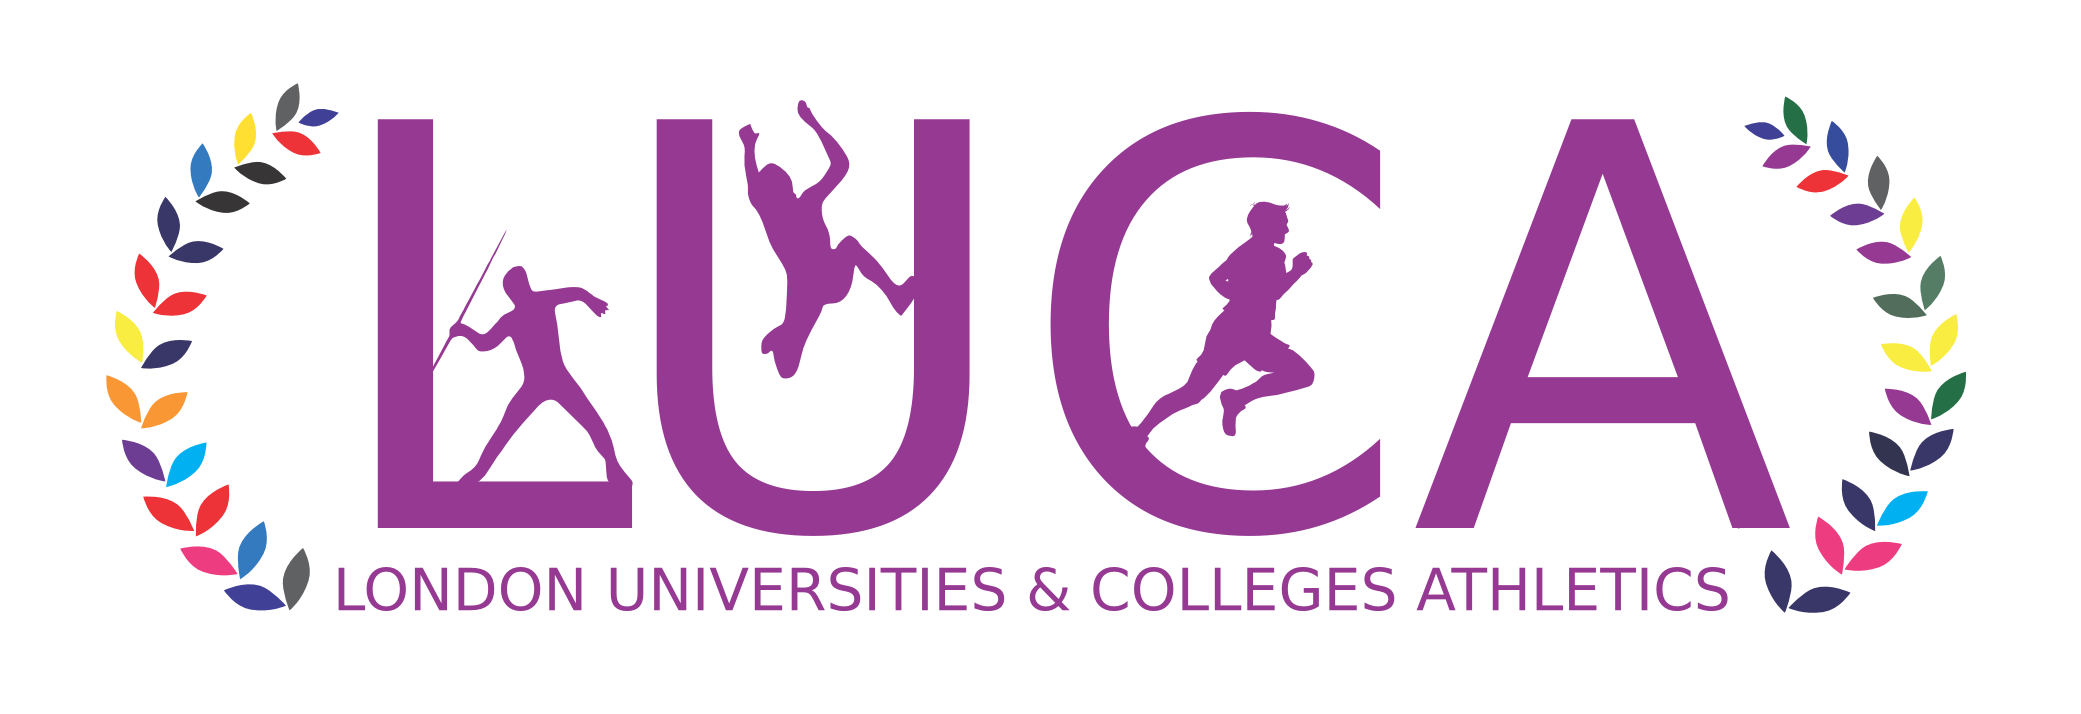 LUCA
LONDON UNIVERSITIES & COLLEGES ATHLETICS